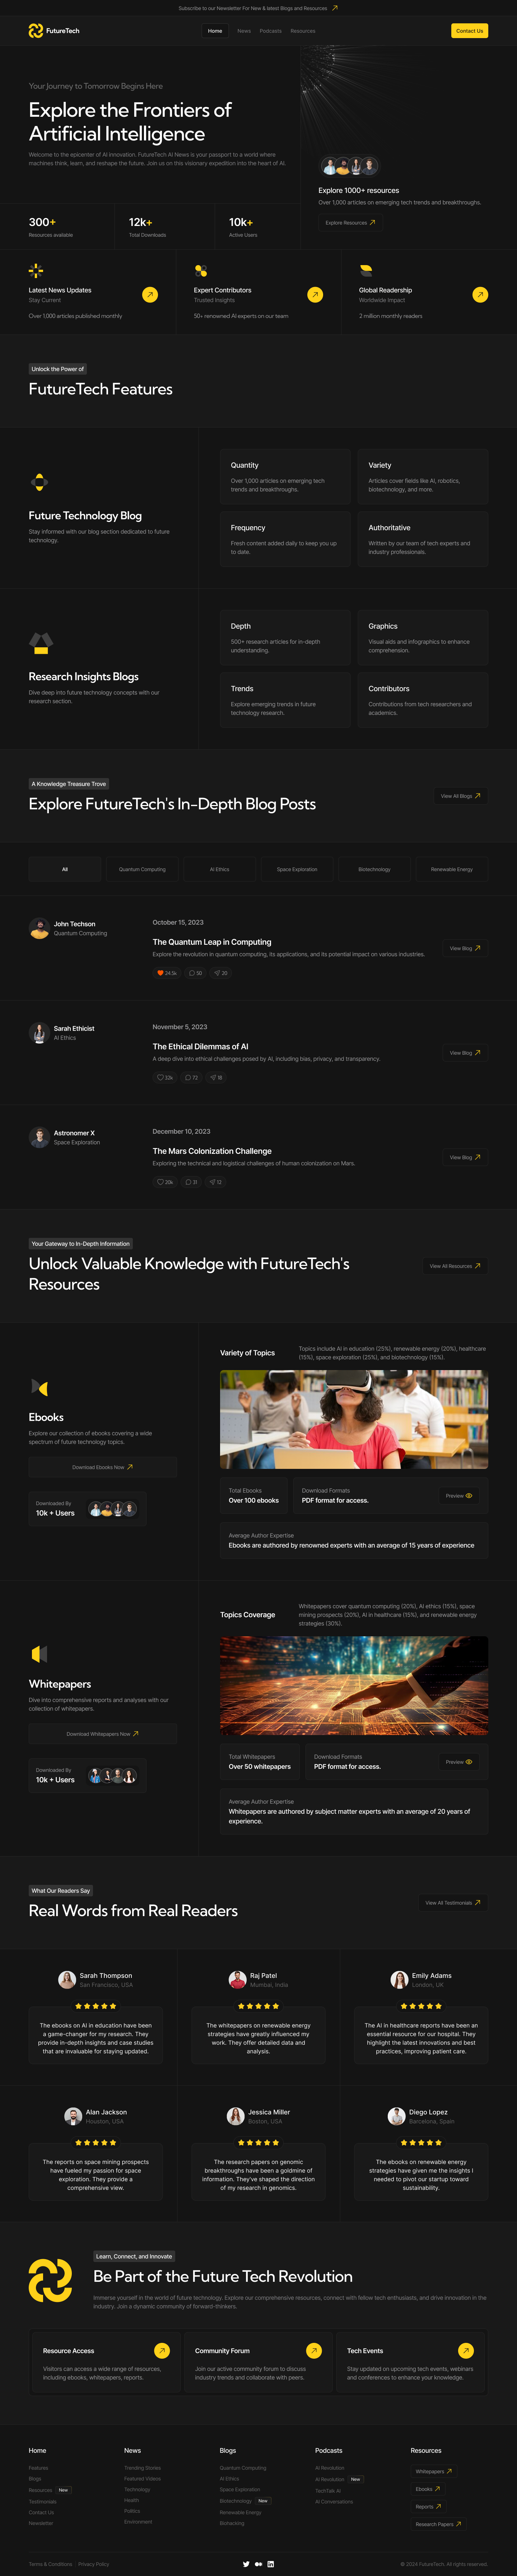 Subscribe to our Newsletter For New & latest Blogs and Resources
FutureTech
Home
News
Podcasts
Resources
Contact Us
Your Journey to Tomorrow Begins Here
Explore the Frontiers of
Artificial Intelligence
Welcome to the epicenter of AI innovation. FutureTech AI News is your passport to a world where
machines think, learn, and reshape the future. Join us on this visionary expedition into the heart of AI.
Explore 1000+ resources
Over 1,000 articles on emerging tech trends and breakthroughs.
Explore Resources
300+
Resources available
12k+
Total Downloads
10k+
Active Users
Latest News Updates
Stay Current
Over 1,000 articles published monthly
Expert Contributors
Trusted Insights
50+ renowned AI experts on our team
Global Readership
Worldwide Impact
2 million monthly readers
Unlock the Power of
FutureTech Features
Future Technology Blog
Stay informed with our blog section dedicated to future
technology.
Quantity
Over 1,000 articles on emerging tech
trends and breakthroughs.
Variety
Articles cover fields like AI, robotics,
biotechnology, and more.
Frequency
Fresh content added daily to keep you up
to date.
Authoritative
Written by our team of tech experts and
industry professionals.
Research Insights Blogs
Dive deep into future technology concepts with our
research section.
Depth
500+ research articles for in-depth
understanding.
Graphics
Visual aids and infographics to enhance
comprehension.
Trends
Explore emerging trends in future
technology research.
Contributors
Contributions from tech researchers and
academics.
A Knowledge Treasure Trove
Explore FutureTech's In-Depth Blog Posts
View All Blogs
All
Quantum Computing
AI Ethics
Space Exploration
Biotechnology
Renewable Energy
John Techson
Quantum Computing
October 15, 2023
The Quantum Leap in Computing
Explore the revolution in quantum computing, its applications, and its potential impact on various industries.
24.5k
50
20
View Blog
Sarah Ethicist
AI Ethics
November 5, 2023
The Ethical Dilemmas of AI
A deep dive into ethical challenges posed by AI, including bias, privacy, and transparency.
32k
72
18
View Blog
Astronomer X
Space Exploration
December 10, 2023
The Mars Colonization Challenge
Exploring the technical and logistical challenges of human colonization on Mars.
20k
31
12
View Blog
Your Gateway to In-Depth Information
Unlock Valuable Knowledge with FutureTech's
Resources
View All Resources
Ebooks
Explore our collection of ebooks covering a wide
spectrum of future technology topics.
Download Ebooks Now
Downloaded By
10k + Users
Variety of Topics
Topics include AI in education (25%), renewable energy (20%), healthcare
(15%), space exploration (25%), and biotechnology (15%).
Total Ebooks
Over 100 ebooks
Download Formats
PDF format for access.
Preview
Average Author Expertise
Ebooks are authored by renowned experts with an average of 15 years of experience
Whitepapers
Dive into comprehensive reports and analyses with our
collection of whitepapers.
Download Whitepapers Now
Downloaded By
10k + Users
Topics Coverage
Whitepapers cover quantum computing (20%), AI ethics (15%), space
mining prospects (20%), AI in healthcare (15%), and renewable energy
strategies (30%).
Total Whitepapers
Over 50 whitepapers
Download Formats
PDF format for access.
Preview
Average Author Expertise
Whitepapers are authored by subject matter experts with an average of 20 years of
experience.
What Our Readers Say
Real Words from Real Readers
View All Testimonials
Sarah Thompson
San Francisco, USA
The ebooks on AI in education have been
a game-changer for my research. They
provide in-depth insights and case studies
that are invaluable for staying updated.
Raj Patel
Mumbai, India
The whitepapers on renewable energy
strategies have greatly influenced my
work. They offer detailed data and
analysis.
Emily Adams
London, UK
The AI in healthcare reports have been an
essential resource for our hospital. They
highlight the latest innovations and best
practices, improving patient care.
Alan Jackson
Houston, USA
The reports on space mining prospects
have fueled my passion for space
exploration. They provide a
comprehensive view.
Jessica Miller
Boston, USA
The research papers on genomic
breakthroughs have been a goldmine of
information. They've shaped the direction
of my research in genomics.
Diego Lopez
Barcelona, Spain
The ebooks on renewable energy
strategies have given me the insights I
needed to pivot our startup toward
sustainability.
Learn, Connect, and Innovate
Be Part of the Future Tech Revolution
Immerse yourself in the world of future technology. Explore our comprehensive resources, connect with fellow tech enthusiasts, and drive innovation in the
industry. Join a dynamic community of forward-thinkers.
Resource Access
Visitors can access a wide range of resources,
including ebooks, whitepapers, reports.
Community Forum
Join our active community forum to discuss
industry trends and collaborate with peers.
Tech Events
Stay updated on upcoming tech events, webinars
and conferences to enhance your knowledge.
Home
Features
Blogs
Resources New
Testimonials
Contact Us
Newsletter
News
Trending Stories
Featured Videos
Technology
Health
Politics
Environment
Blogs
Quantum Computing
AI Ethics
Space Exploration
Biotechnology New
Renewable Energy
Biohacking
Podcasts
AI Revolution
AI Revolution New
TechTalk AI
AI Conversations
Resources
Whitepapers
Ebooks
Reports
Research Papers
Terms & Conditions
Privacy Policy
© 2024 FutureTech. All rights reserved.